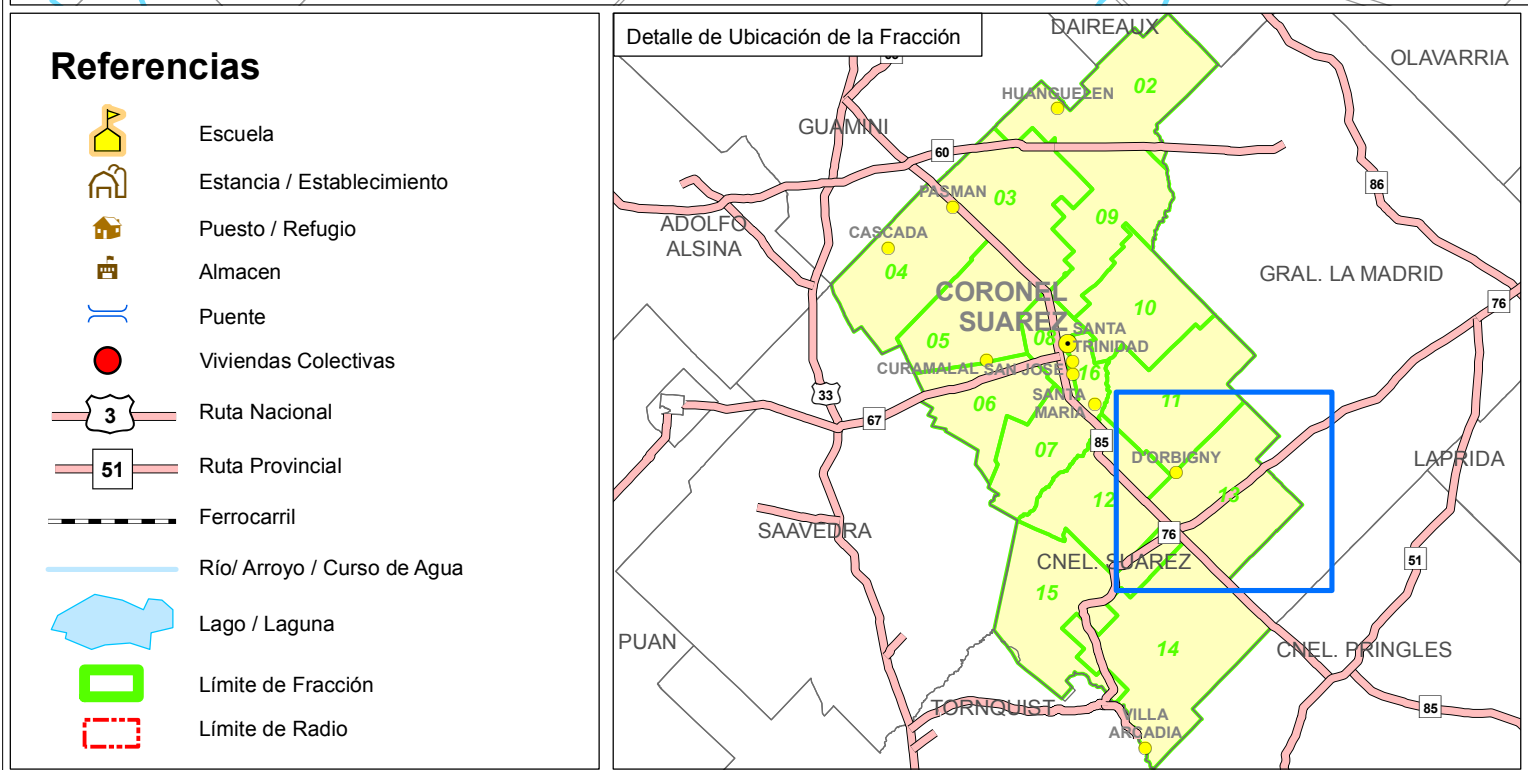 Referencias
Escuela
Estancia / Establecimiento
Puesto / Refugio
Almacen
Puente
Viviendas Colectivas
3
Ruta Nacional
51
Ruta Provincial
Ferrocarril
Río/ Arroyo / Curso de Agua
Lago / Laguna
Límite de Fracción
Límite de Radio
Detalle de Ubicación de la Fracción
DAIREAUX
OLAVARRIA
02
HUANGUELEN
GUAMINI
60
86
PASMAN
03
ADOLFO
ALSINA
CASCADA
09
04
GRAL. LA MADRID
76
CORONEL
SUAREZ
10
05
08
SANTA
TRINIDAD
CURAMALAL
SAN JOSE
16
33
67
06
SANTA
MARIA
11
85
07
D'ORBIGNY
LAPRIDA
12
13
SAAVEDRA
76
CNEL. SUAREZ
51
15
PUAN
14
CNEL. PRINGLES
TORNQUIST
85
VILLA
ARCADIA